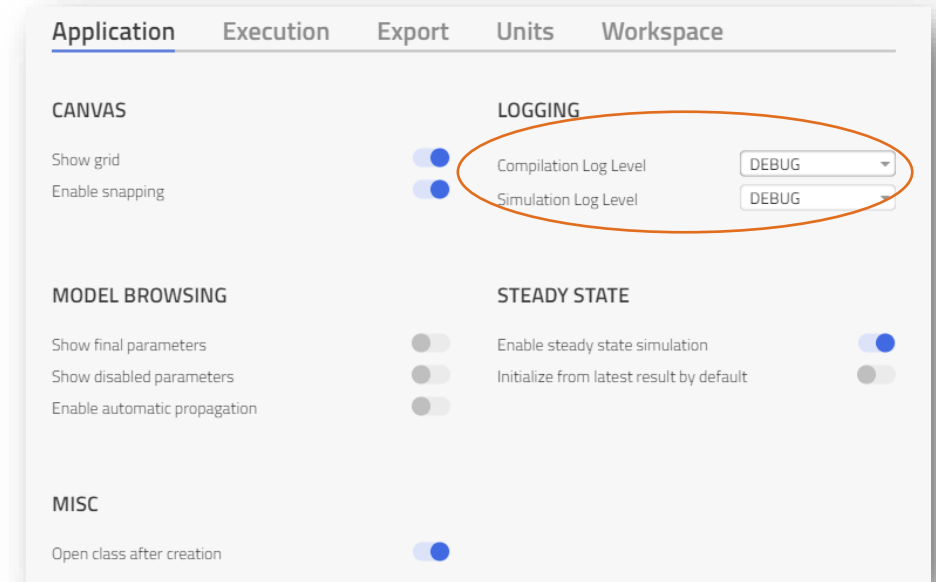 Application Execution Export Units Workspace
CANVAS
Show grid
Enable snapping
LOGGING
Compilation Log Level DEBUG
Simulation Log Level DEBUG
MODEL BROWSING
Show final parameters
Show disabled parameters
Enable automatic propagation
STEADY STATE
Enable steady state simulation
Initialize from latest result by default
MISC
Open class after creation